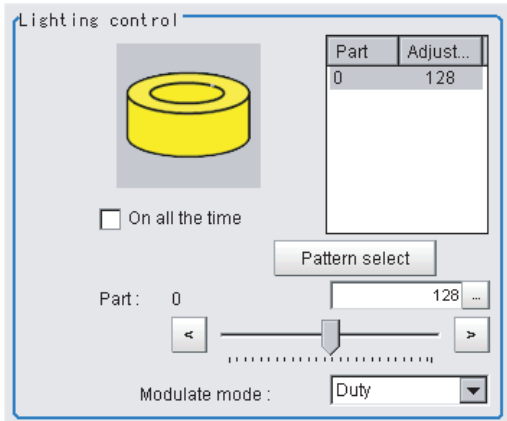 Lighting control
Part Adjust...
0 128
On all the time
Pattern select
Part : 0 128 ...
< >
Modulate mode : Duty